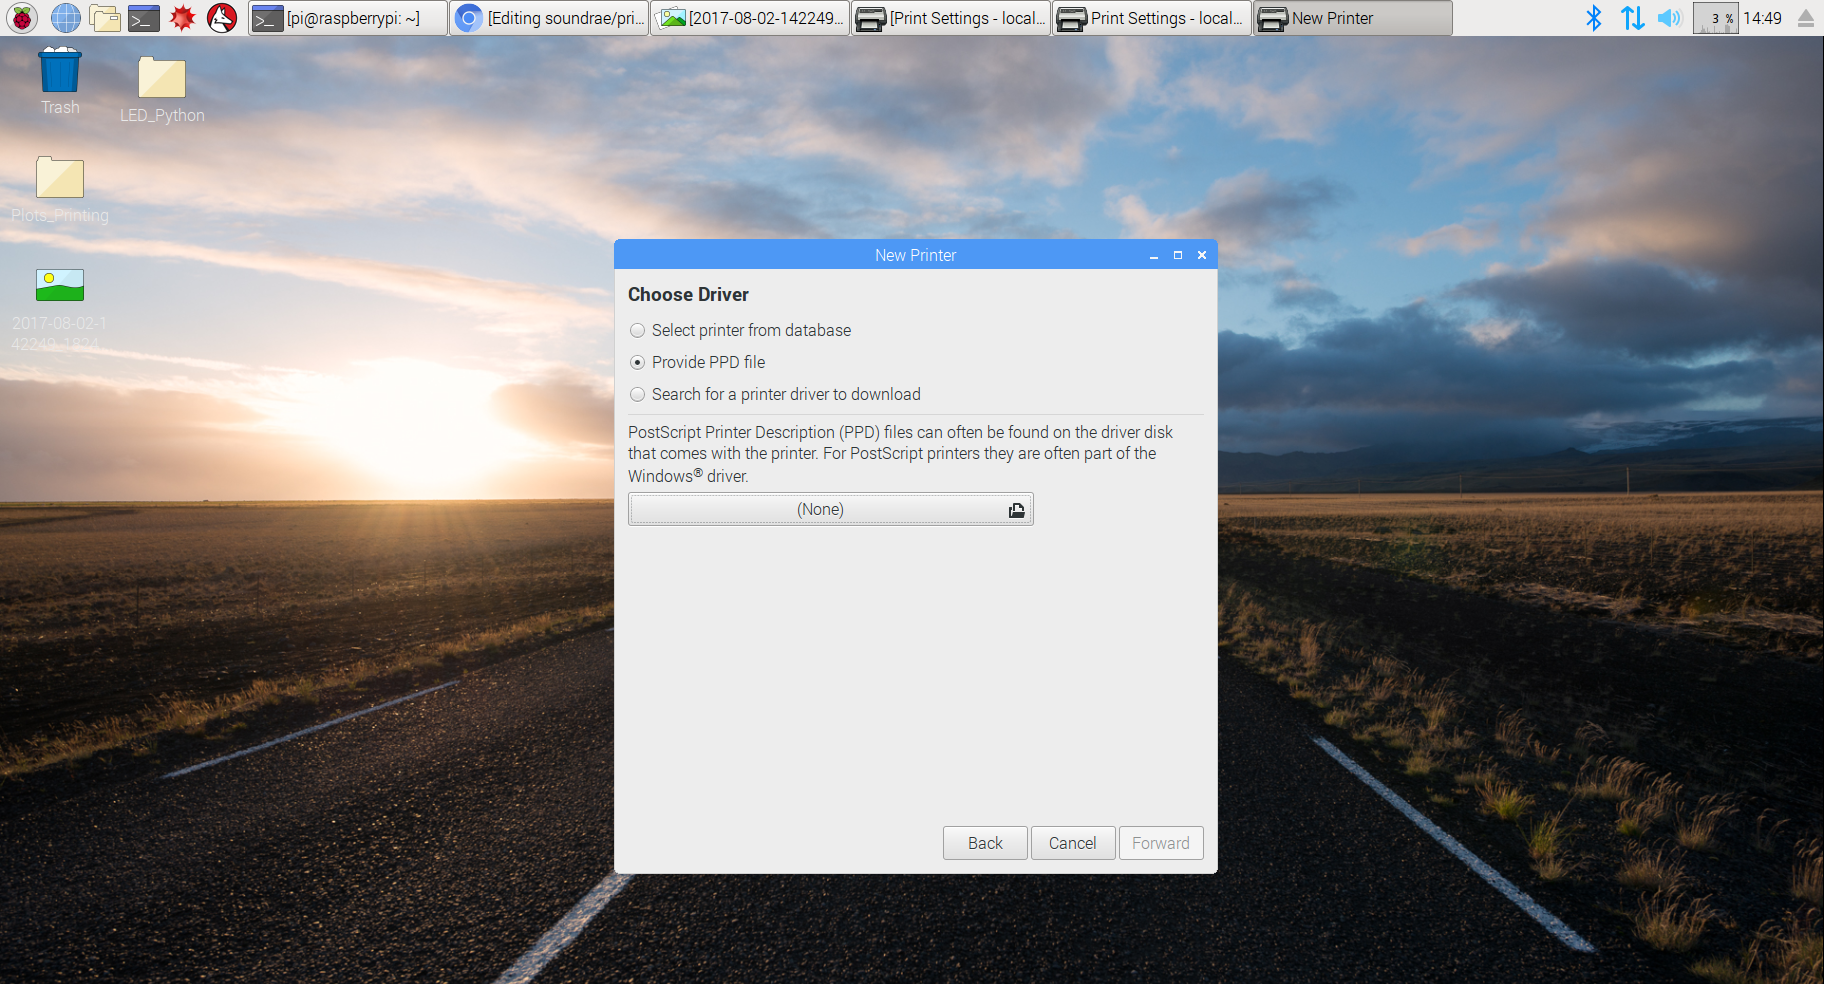 [pi@raspberrypi: ~]
[Editing soundrae/pri...
[2017-08-02-142249...
[Print Settings - local...
Print Settings - local...
New Printer
3 %
14:49
Trash
LED_Python
Plots_Printing
2017-08-02-1
42249_1824...
New Printer
Choose Driver
Select printer from database
Provide PPD file
Search for a printer driver to download
PostScript Printer Description (PPD) files can often be found on the driver disk
that comes with the printer. For PostScript printers they are often part of the
Windows® driver.
(None)
Back
Cancel
Forward